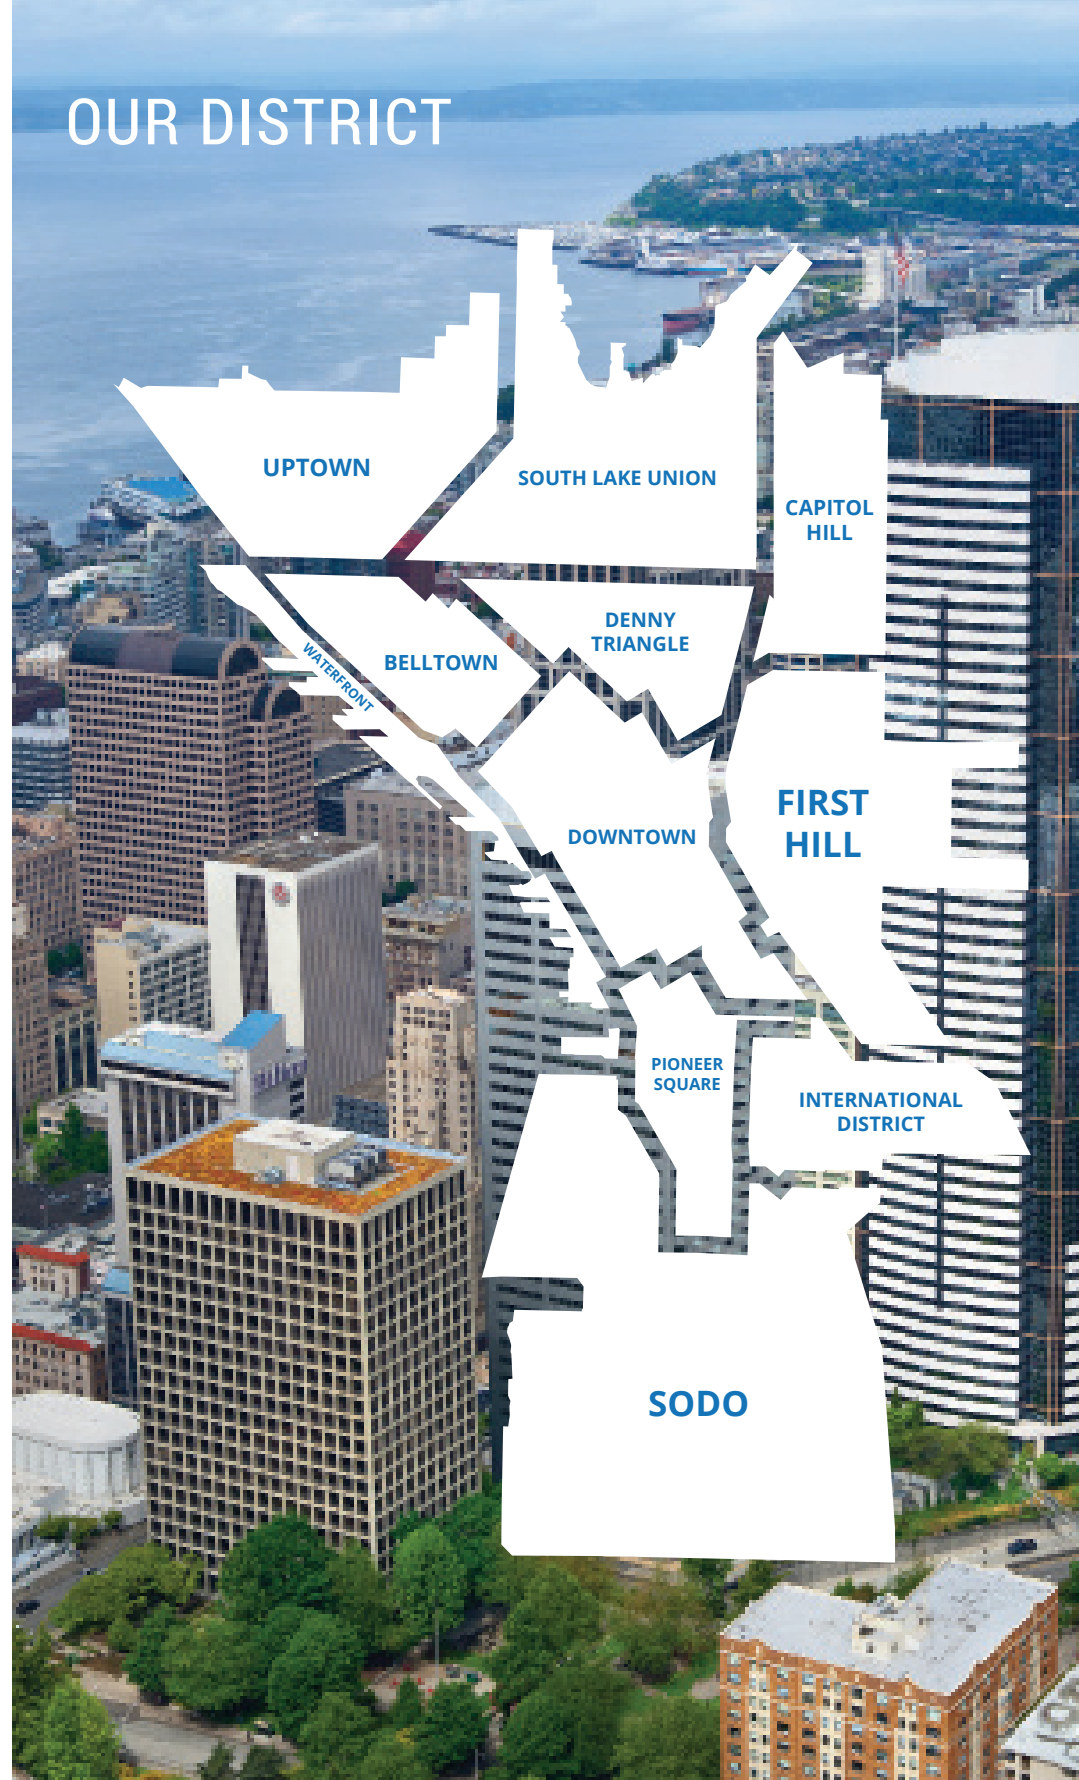 OUR DISTRICT
UPTOWN
SOUTH LAKE UNION
CAPITOL
HILL
DENNY
TRIANGLE
BELLTOWN
WATERFRONT
FIRST
HILL
DOWNTOWN
PIONEER
SQUARE
INTERNATIONAL
DISTRICT
SODO